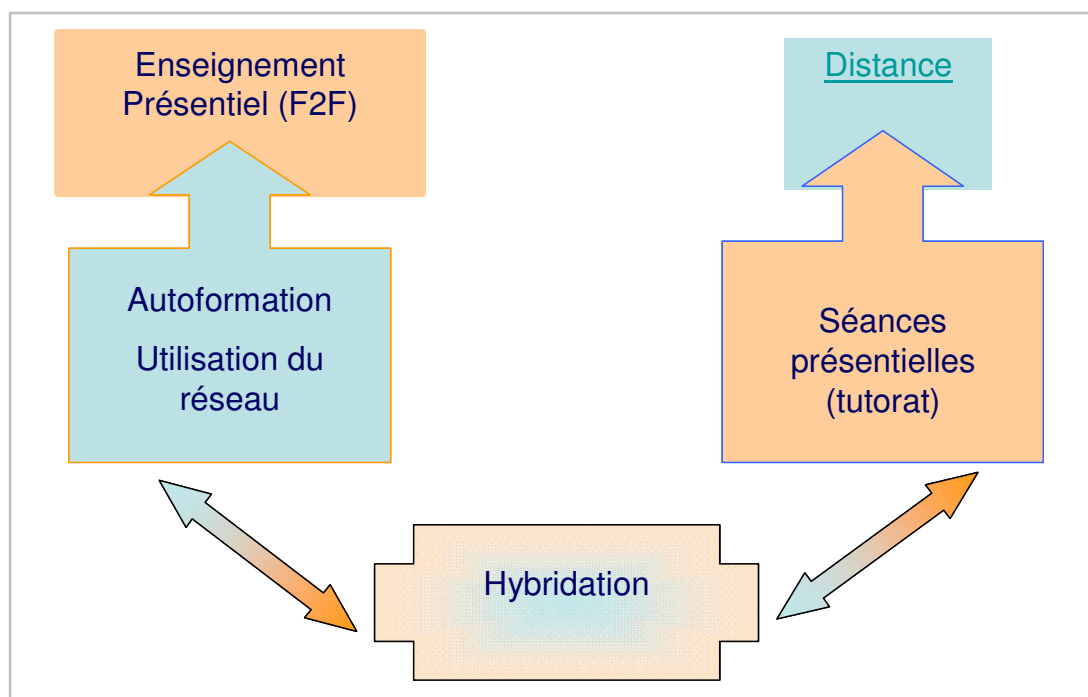 Enseignement
Présentiel (F2F)
Distance
Autoformation
Utilisation du
réseau
Séances
présentielles
(tutorat)
Hybridation